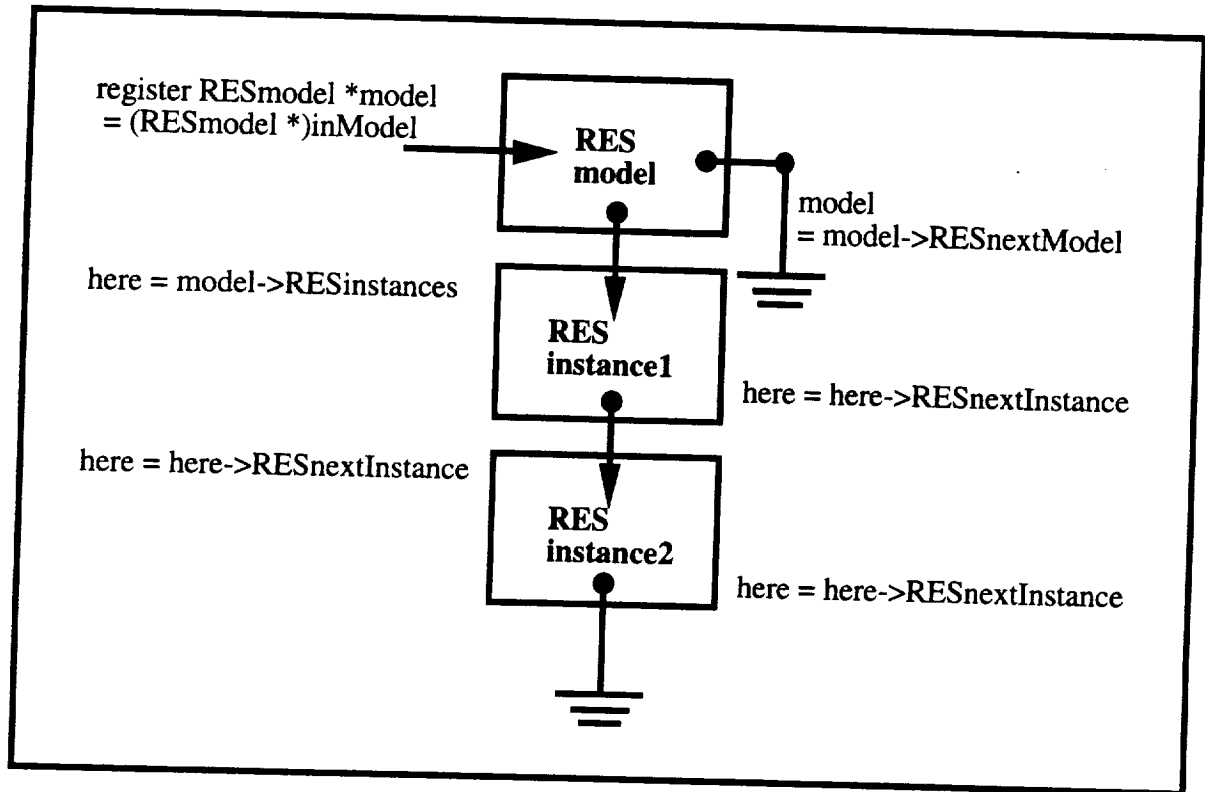 register RESmodel *model
= (RESmodel *)inModel
RES
model
model
= model->RESnextModel
here = model->RESinstances
RES
instance1
here = here->RESnextInstance
here = here->RESnextInstance
RES
instance2
here = here->RESnextInstance